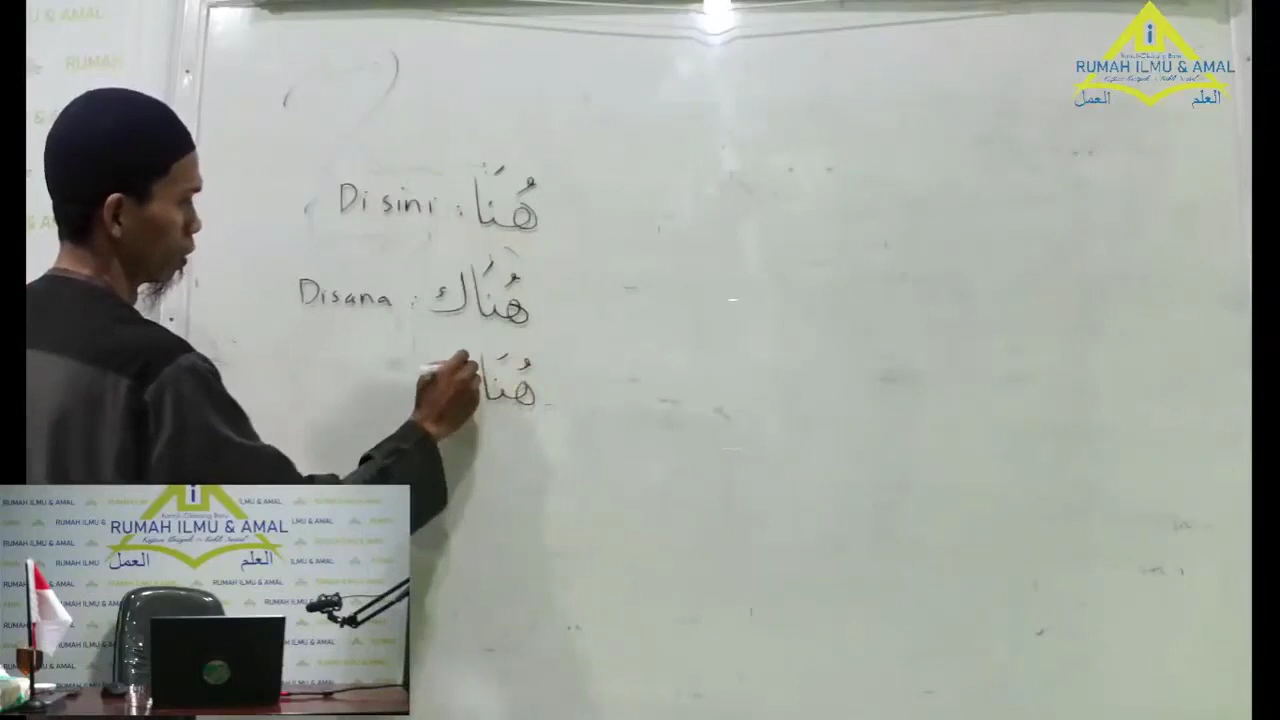 RUMAH ILMU & AMAL
العلم العمل
هُنَا : Disini
هُنَاكَ : Disana
هُنَا
RUMAH ILMU & AMAL
العلم العمل